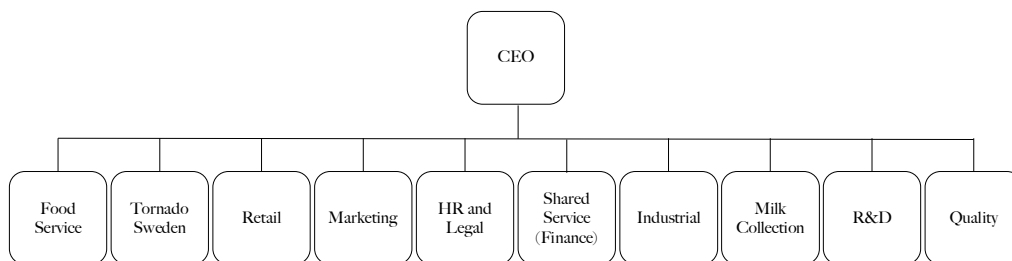 CEO
Food
Service
Tornado
Sweden
Retail
Marketing
HR and
Legal
Shared
Service
(Finance)
Industrial
Milk
Collection
R&D
Quality